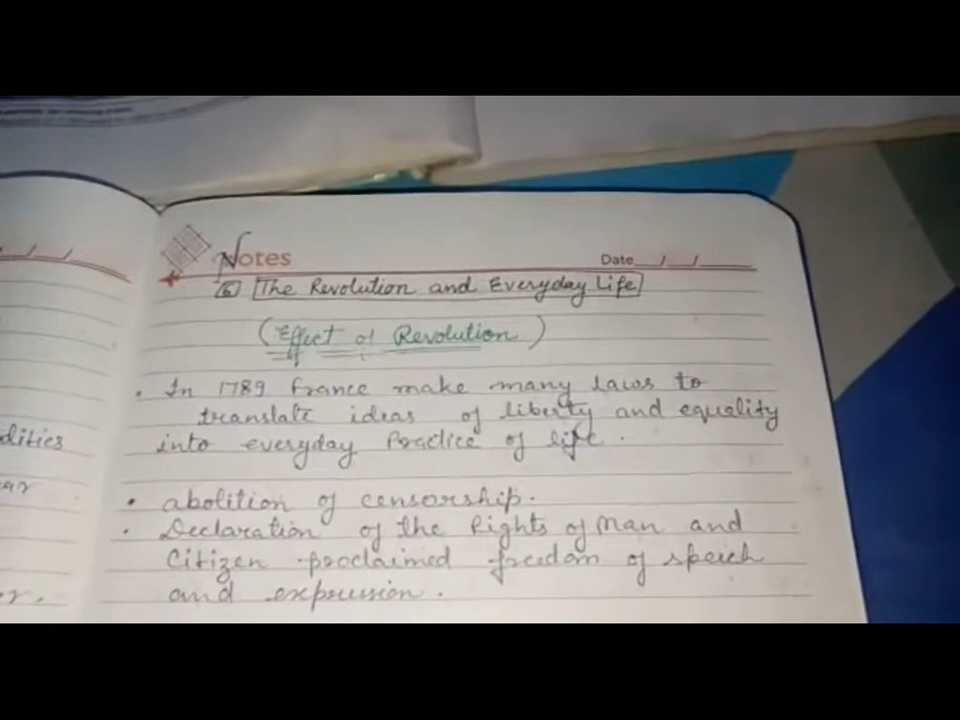 Notes
Date / /
6 The Revolution and Everyday Life
(Effect of Revolution)
• In 1789 France make many laws to
translate ideas of liberty and equality
into everyday Practice of life.
dities
• abolition of censorship.
• Declaration of the Rights of Man and
Citizen proclaimed freedom of speech
and expression.